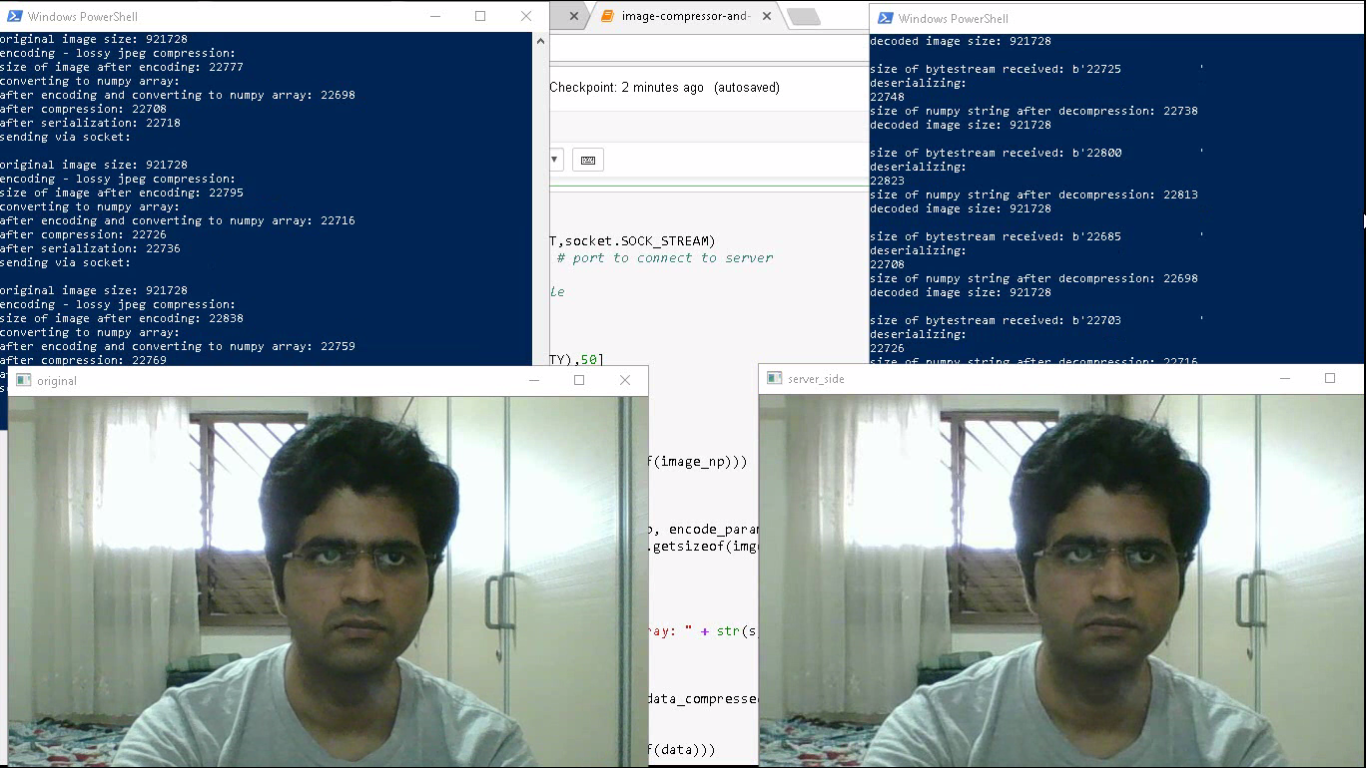 Windows PowerShell
original image size: 921728
encoding - lossy jpeg compression:
size of image after encoding: 22777
converting to numpy array:
after encoding and converting to numpy array: 22698
after compression: 22708
after serialization: 22718
sending via socket:
original image size: 921728
encoding - lossy jpeg compression:
size of image after encoding: 22795
converting to numpy array:
after encoding and converting to numpy array: 22716
after compression: 22726
after serialization: 22736
sending via socket:
original image size: 921728
encoding - lossy jpeg compression:
size of image after encoding: 22838
converting to numpy array:
after encoding and converting to numpy array: 22759
after compression: 22769
image-compressor-and-
Checkpoint: 2 minutes ago (autosaved)
T,socket.SOCK_STREAM)
# port to connect to server
le
TY),50]
f(image_np)))
, encode_param
.getsizeof(img
ray: " + str(s
data_compresse
f(data)))
Windows PowerShell
decoded image size: 921728
size of bytestream received: b'22725 '
deserializing:
22748
size of numpy string after decompression: 22738
decoded image size: 921728
size of bytestream received: b'22800 '
deserializing:
22823
size of numpy string after decompression: 22813
decoded image size: 921728
size of bytestream received: b'22685 '
deserializing:
22708
size of numpy string after decompression: 22698
decoded image size: 921728
size of bytestream received: b'22703 '
deserializing:
22726
size of numpy string after decompression: 22716
original
server_side